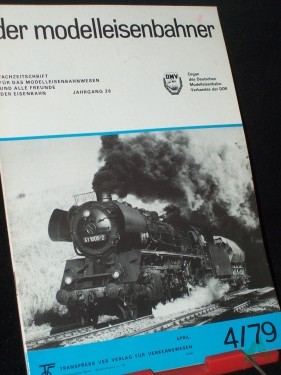 der modelleisenbahner
FACHZEITSCHRIFT
FÜR DAS MODELLEISENBAHNWESEN
UND ALLE FREUNDE
DER EISENBAHN JAHRGANG 28
DMV
Organ
des Deutschen
Modelleisenbahn-
Verbandes der DDR
APRIL
TRANSPRESS VEB VERLAG FÜR VERKEHRSWESEN
4/79